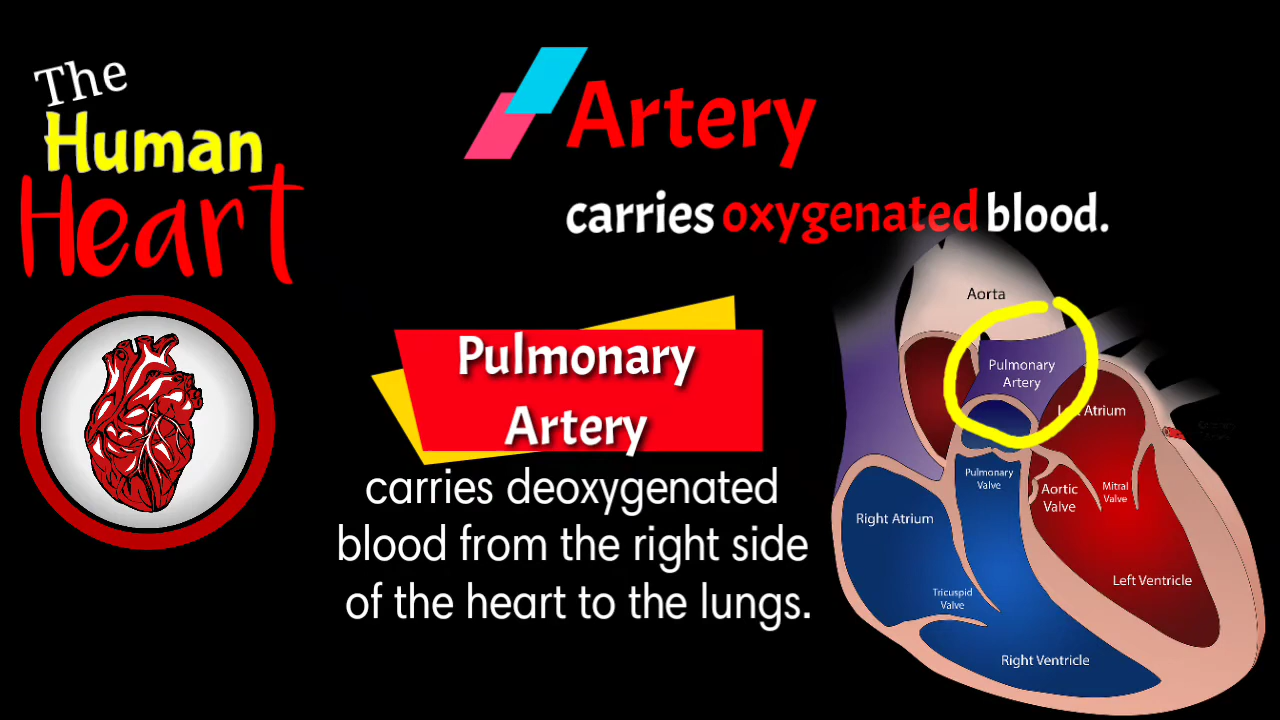 The
Human
Heart
Artery
carries oxygenated blood.
Pulmonary
Artery
carries deoxygenated
blood from the right side
of the heart to the lungs.
Aorta
Pulmonary
Artery
Atrium
Pulmonary
Valve
Aortic
Valve
Mitral
Valve
Right Atrium
Left Ventricle
Tricuspid
Valve
Right Ventricle